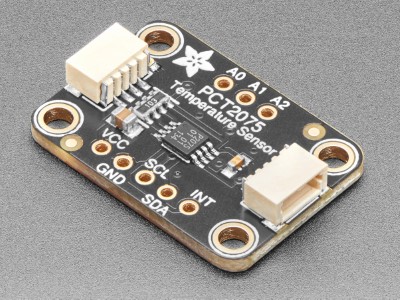 A0 A1 A2
PCT2075
Temperature Sensor
VCC
GND
SCL
SDA
INT